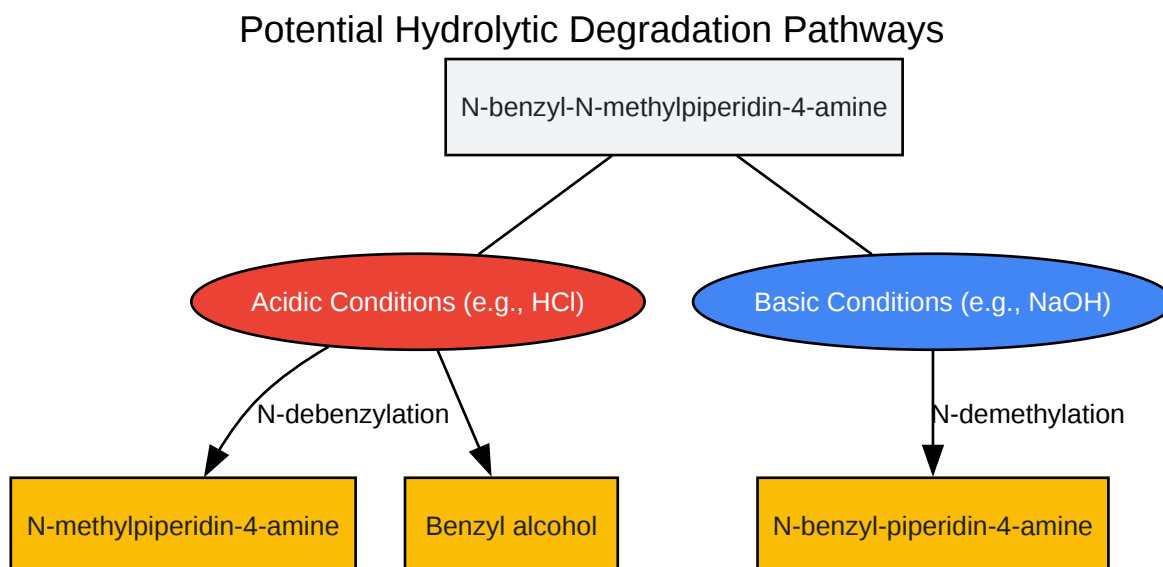 Potential Hydrolytic Degradation Pathways
N-benzyl-N-methylpiperidin-4-amine
Acidic Conditions (e.g., HCl)
Basic Conditions (e.g., NaOH)
N-debenzylation
N-demethylation
N-methylpiperidin-4-amine
Benzyl alcohol
N-benzyl-piperidin-4-amine